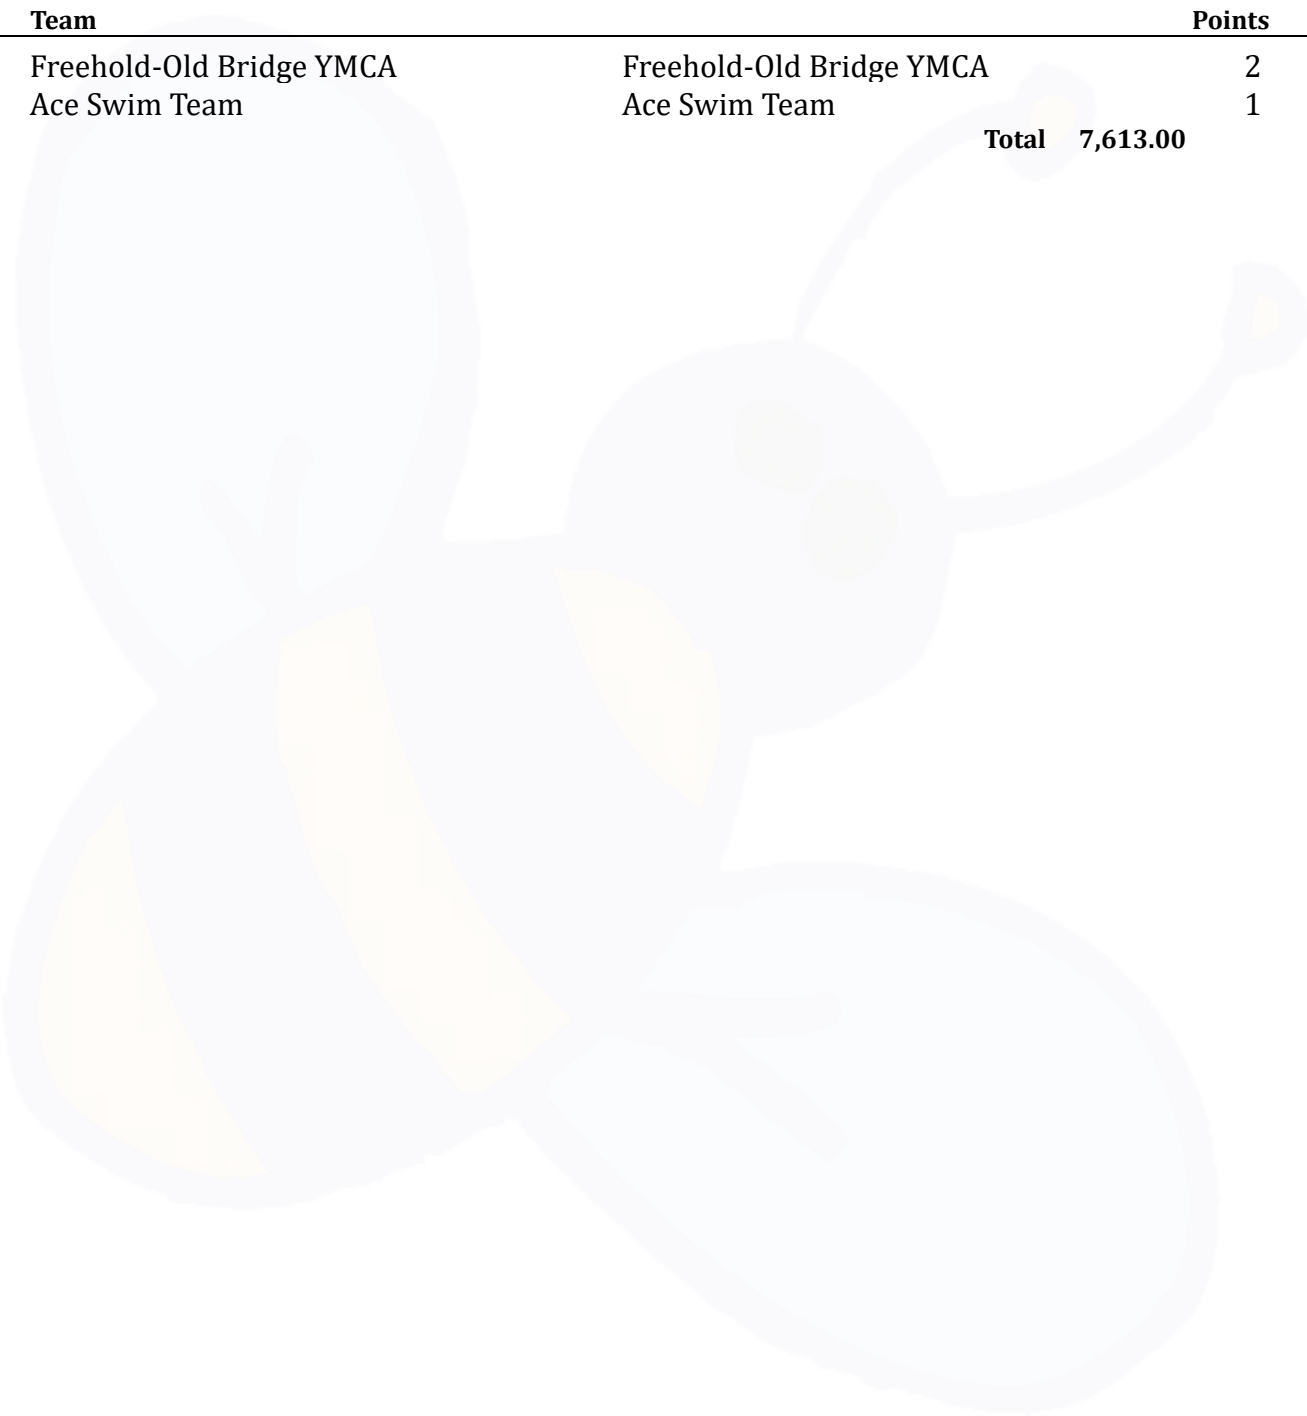 Team Points
Freehold-Old Bridge YMCA Freehold-Old Bridge YMCA 2
Ace Swim Team Ace Swim Team 1
Total 7,613.00